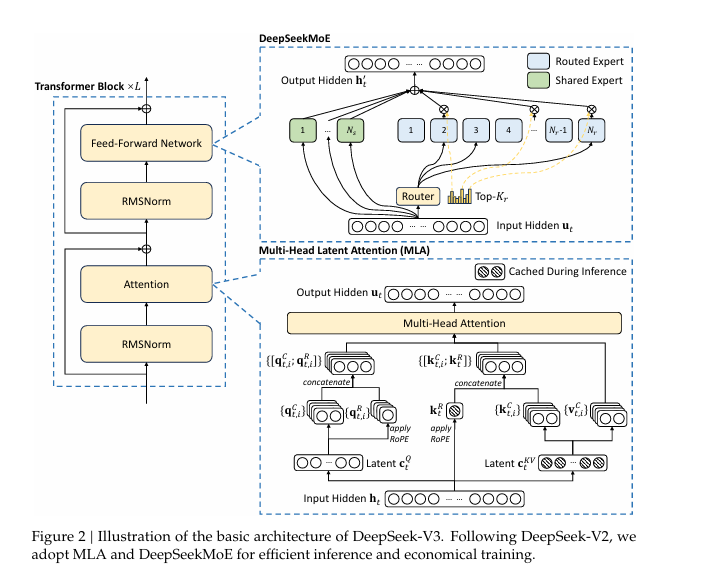 DeepSeekMoE
Output Hidden 𝐡′ₜ
Routed Expert
Shared Expert
Transformer Block ×𝐿
1 ... 𝑁ₛ 1 2 3 4 ... 𝑁ᵣ-1 𝑁ᵣ
Feed-Forward Network
RMSNorm
Router Top-𝐾ᵣ
... ... Input Hidden 𝐮ₜ
Multi-Head Latent Attention (MLA)
Cached During Inference
Attention
Output Hidden 𝐮ₜ ... ...
Multi-Head Attention
RMSNorm
{[𝐪ᶜₜ,ᵢ; 𝐪ᴿₜ,ᵢ]} {[𝐤ᶜₜ,ᵢ; 𝐤ᴿₜ]}
concatenate concatenate
{𝐪ᶜₜ,ᵢ} {𝐪ᴿₜ,ᵢ} 𝐤ᴿₜ {𝐤ᶜₜ,ᵢ} {𝐯ᶜₜ,ᵢ}
apply apply
RoPE RoPE
... Latent 𝐜ᵠₜ Latent 𝐜ᴷⱽₜ ...
Input Hidden 𝐡ₜ ... ...
Figure 2 | Illustration of the basic architecture of DeepSeek-V3. Following DeepSeek-V2, we
adopt MLA and DeepSeekMoE for efficient inference and economical training.